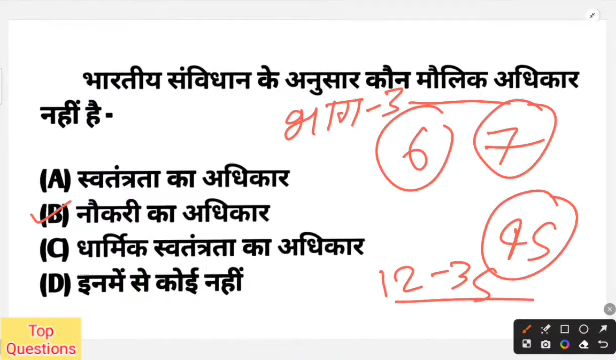 भारतीय संविधान के अनुसार कौन मौलिक अधिकार
नहीं है -
भाग-3
6
7
(A) स्वतंत्रता का अधिकार
(B) नौकरी का अधिकार
(C) धार्मिक स्वतंत्रता का अधिकार
45
(D) इनमें से कोई नहीं
12-35
Top
Questions